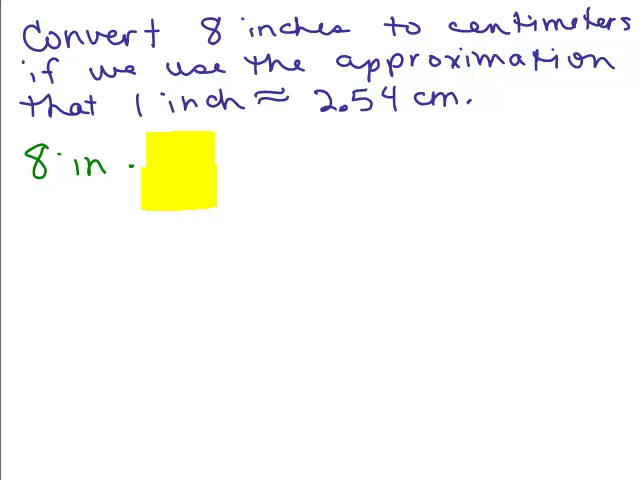 Convert 8 inches to centimeters
if we use the approximation
that 1 inch ≈ 2.54 cm.
8 in ·